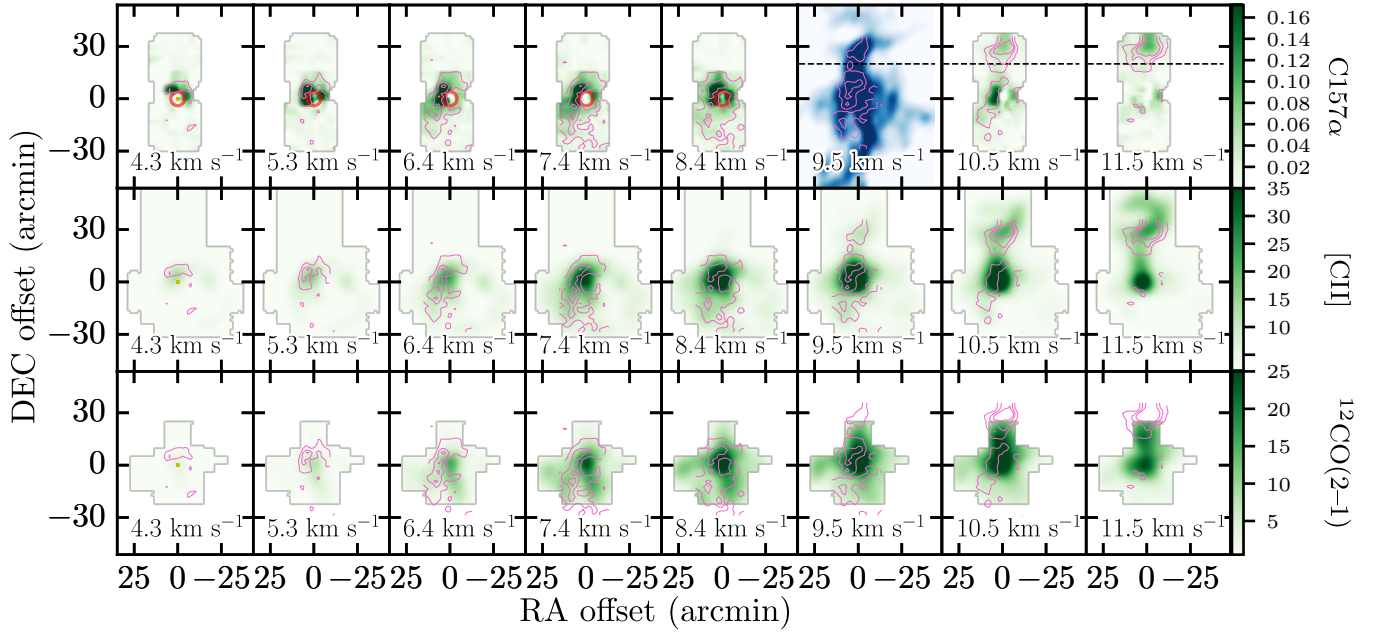 30
0
−30
4.3 km s⁻¹
5.3 km s⁻¹
6.4 km s⁻¹
7.4 km s⁻¹
8.4 km s⁻¹
9.5 km s⁻¹
10.5 km s⁻¹
11.5 km s⁻¹
0.16
0.14
0.12
0.10
0.08
0.06
0.04
0.02
C157α
30
0
−30
4.3 km s⁻¹
5.3 km s⁻¹
6.4 km s⁻¹
7.4 km s⁻¹
8.4 km s⁻¹
9.5 km s⁻¹
10.5 km s⁻¹
11.5 km s⁻¹
35
30
25
20
15
10
[CII]
30
0
−30
4.3 km s⁻¹
5.3 km s⁻¹
6.4 km s⁻¹
7.4 km s⁻¹
8.4 km s⁻¹
9.5 km s⁻¹
10.5 km s⁻¹
11.5 km s⁻¹
25
20
15
10
5
¹²CO(2–1)
DEC offset (arcmin)
25 0 −25 25 0 −25 25 0 −25 25 0 −25 25 0 −25 25 0 −25 25 0 −25 25 0 −25
RA offset (arcmin)